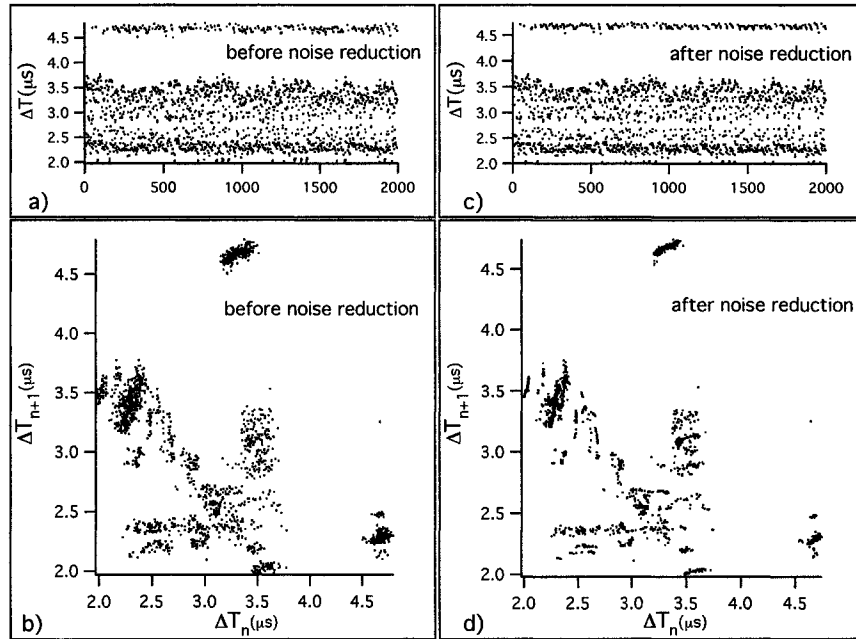 4.5
before noise reduction
4.0
ΔT(μs)
3.5
3.0
2.5
2.0
0 500 1000 1500 2000
a)
4.5
after noise reduction
4.0
ΔT(μs)
3.5
3.0
2.5
2.0
0 500 1000 1500 2000
c)
4.5
before noise reduction
4.0
ΔTn+1(μs)
3.5
3.0
2.5
2.0
2.0 2.5 3.0 3.5 4.0 4.5
b)
ΔTn(μs)
4.5
after noise reduction
4.0
ΔTn+1(μs)
3.5
3.0
2.5
2.0
2.0 2.5 3.0 3.5 4.0 4.5
d)
ΔTn(μs)